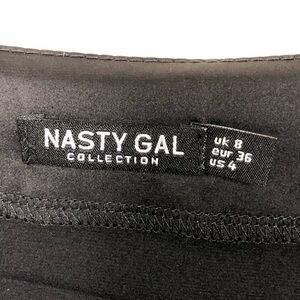 NASTY GAL
COLLECTION
uk 8
eur 36
us 4